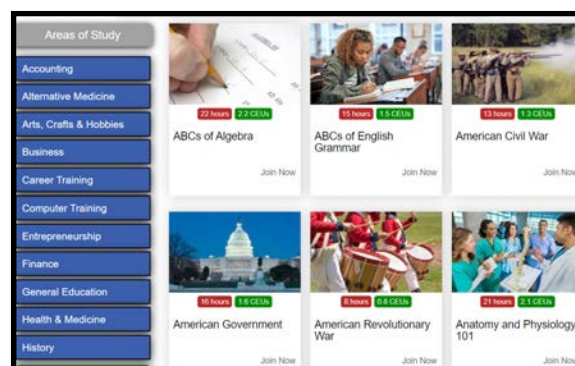 Areas of Study
Accounting
Alternative Medicine
Arts, Crafts & Hobbies
Business
Career Training
Computer Training
Entrepreneurship
Finance
General Education
Health & Medicine
History
22 hours 2.2 CEUs
ABCs of Algebra
Join Now
15 hours 1.5 CEUs
ABCs of English
Grammar
Join Now
13 hours 1.3 CEUs
American Civil War
Join Now
16 hours 1.6 CEUs
American Government
Join Now
8 hours 0.8 CEUs
American Revolutionary
War
Join Now
21 hours 2.1 CEUs
Anatomy and Physiology
101
Join Now